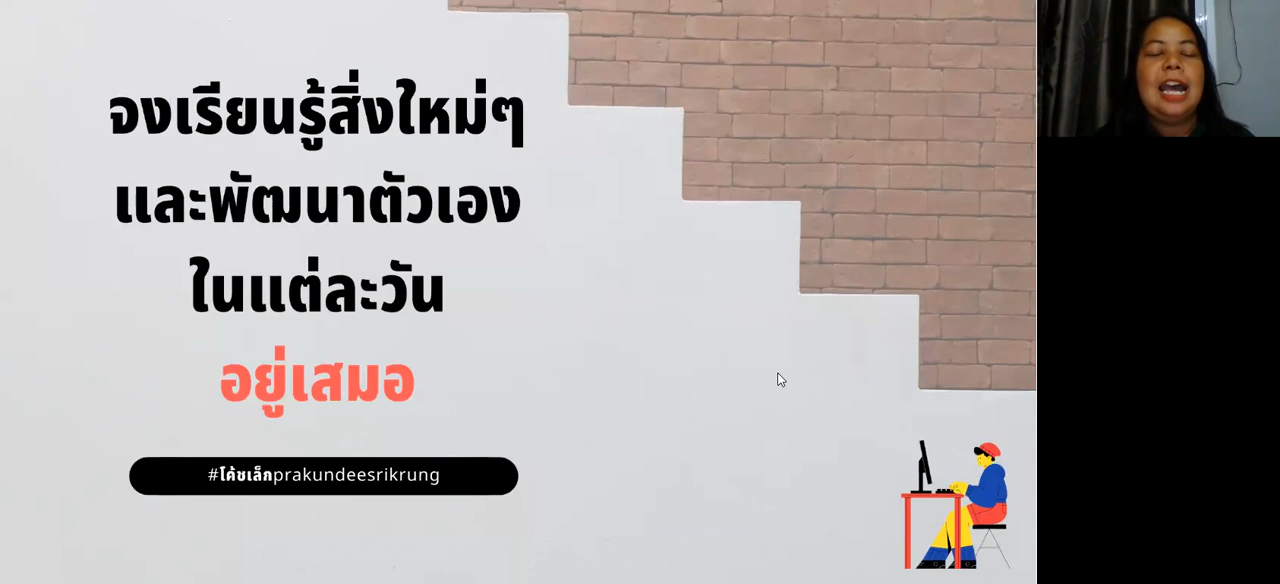 จงเรียนรู้สิ่งใหม่ๆ
และพัฒนาตัวเอง
ในแต่ละวัน
อยู่เสมอ
#โค้ชเล็กprakundeesrikrung